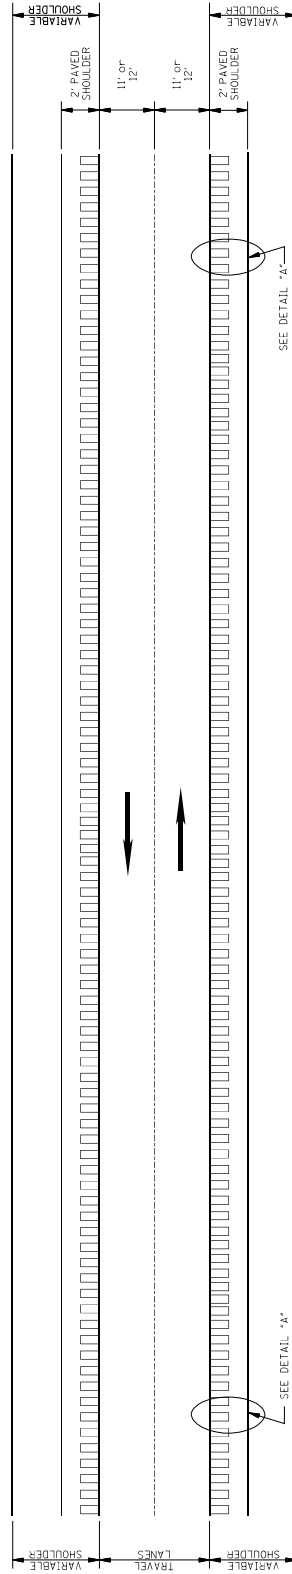 VARIABLE
SHOULDER
2' PAVED
SHOULDER
11' or
12'
11' or
12'
2' PAVED
SHOULDER
VARIABLE
SHOULDER
SEE DETAIL "A"
SEE DETAIL "A"
VARIABLE
SHOULDER
TRAVEL
LANES
VARIABLE
SHOULDER